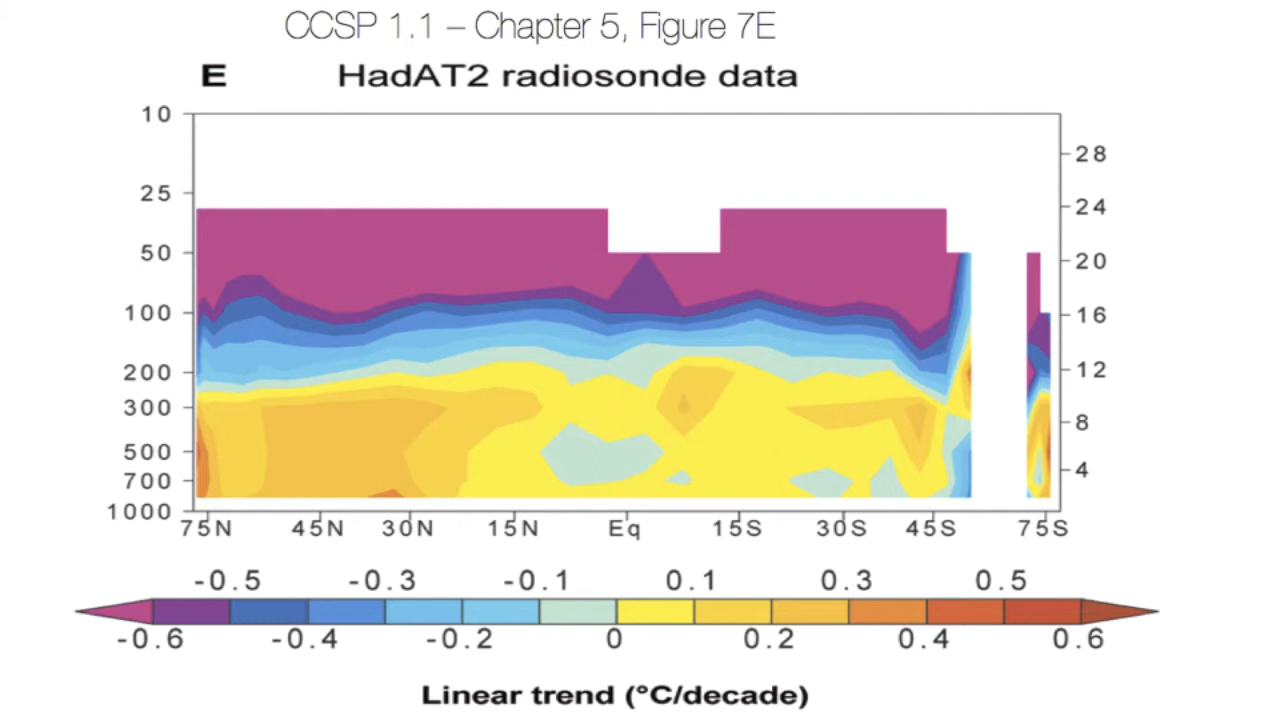 CCSP 1.1 – Chapter 5, Figure 7E
E HadAT2 radiosonde data
10
28
25
24
50
20
100
16
200
12
300
8
500
4
700
1000
75N 45N 30N 15N Eq 15S 30S 45S 75S
-0.5 -0.3 -0.1 0.1 0.3 0.5
-0.6 -0.4 -0.2 0 0.2 0.4 0.6
Linear trend (°C/decade)